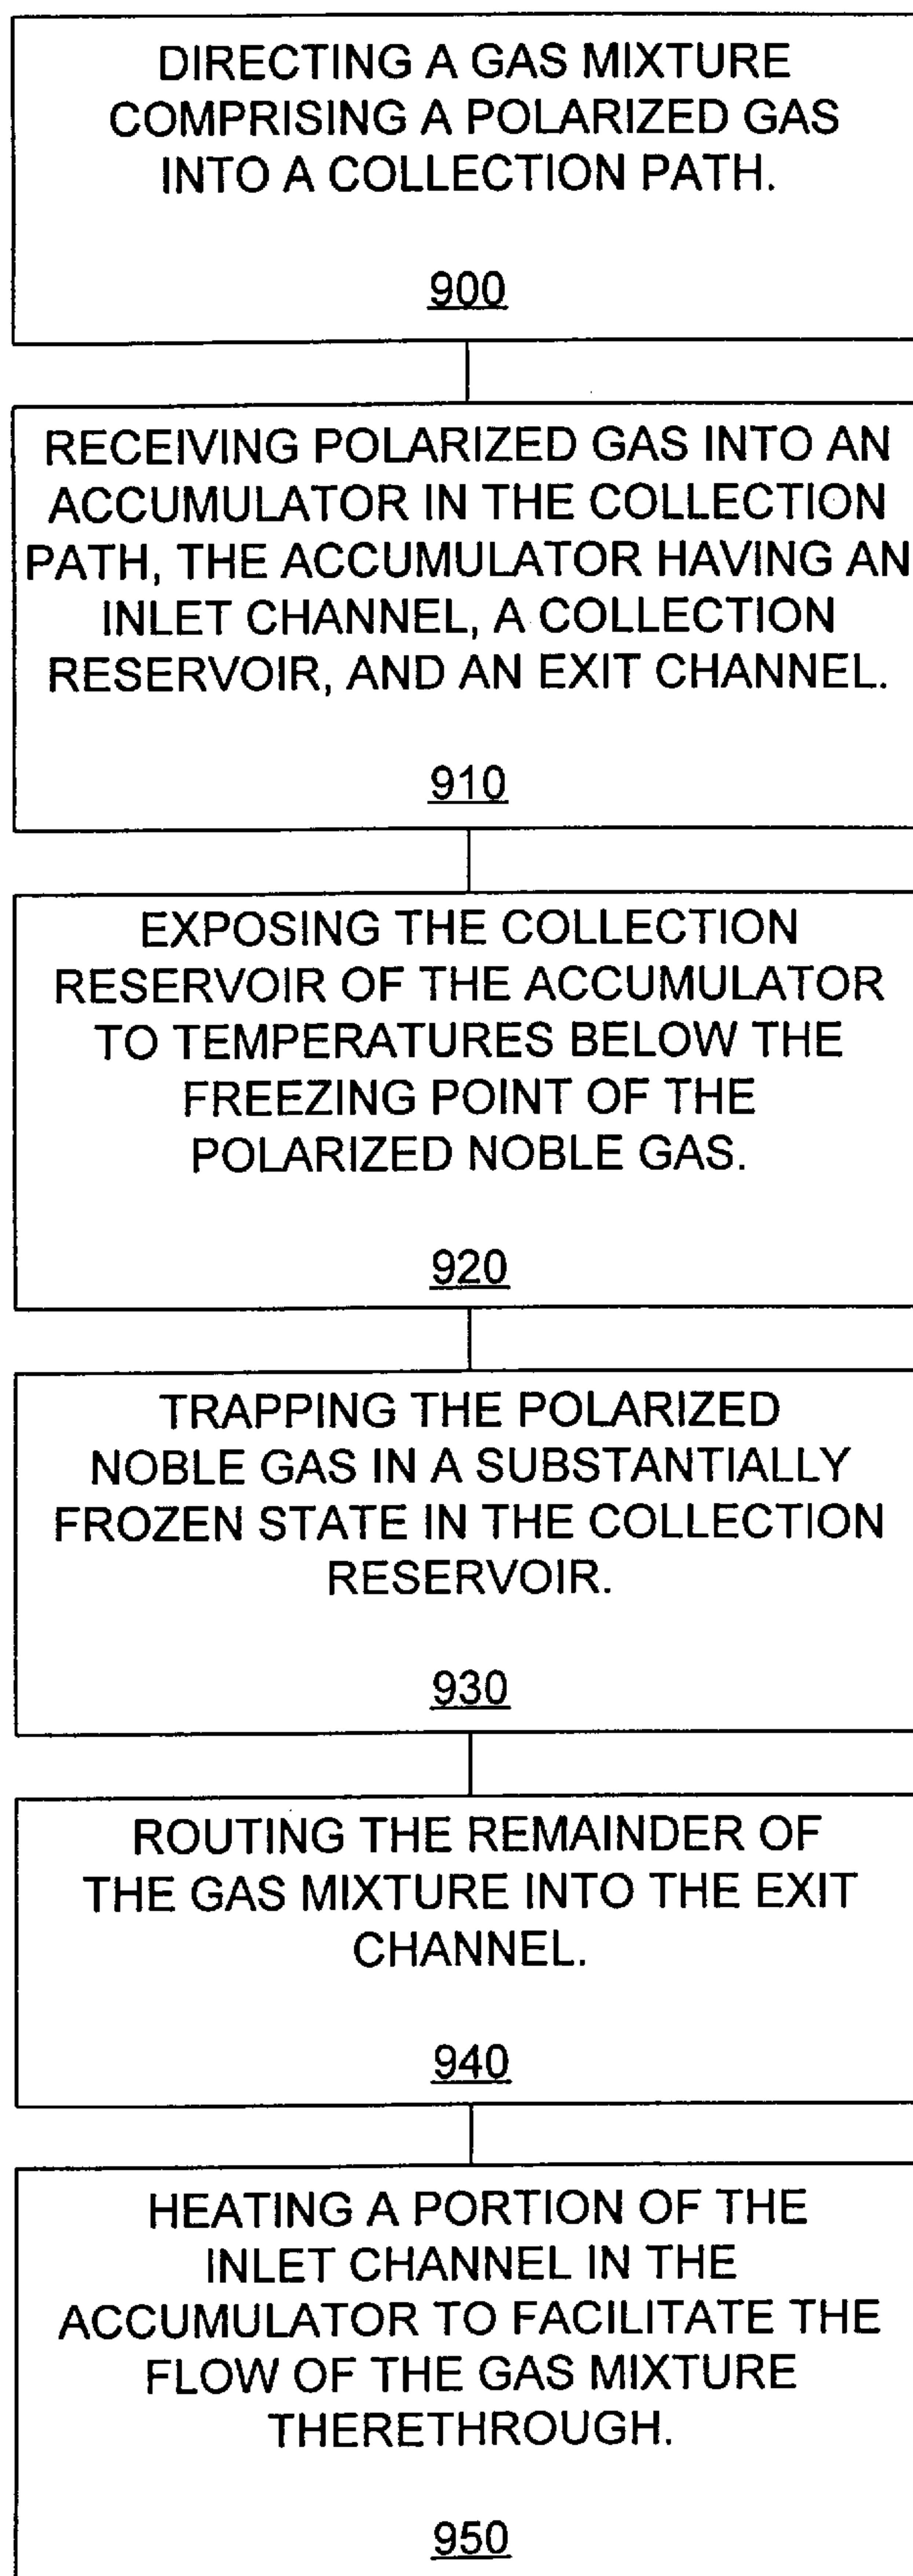 DIRECTING A GAS MIXTURE
COMPRISING A POLARIZED GAS
INTO A COLLECTION PATH.
900
RECEIVING POLARIZED GAS INTO AN
ACCUMULATOR IN THE COLLECTION
PATH, THE ACCUMULATOR HAVING AN
INLET CHANNEL, A COLLECTION
RESERVOIR, AND AN EXIT CHANNEL.
910
EXPOSING THE COLLECTION
RESERVOIR OF THE ACCUMULATOR
TO TEMPERATURES BELOW THE
FREEZING POINT OF THE
POLARIZED NOBLE GAS.
920
TRAPPING THE POLARIZED
NOBLE GAS IN A SUBSTANTIALLY
FROZEN STATE IN THE COLLECTION
RESERVOIR.
930
ROUTING THE REMAINDER OF
THE GAS MIXTURE INTO THE EXIT
CHANNEL.
940
HEATING A PORTION OF THE
INLET CHANNEL IN THE
ACCUMULATOR TO FACILITATE THE
FLOW OF THE GAS MIXTURE
THERETHROUGH.
950